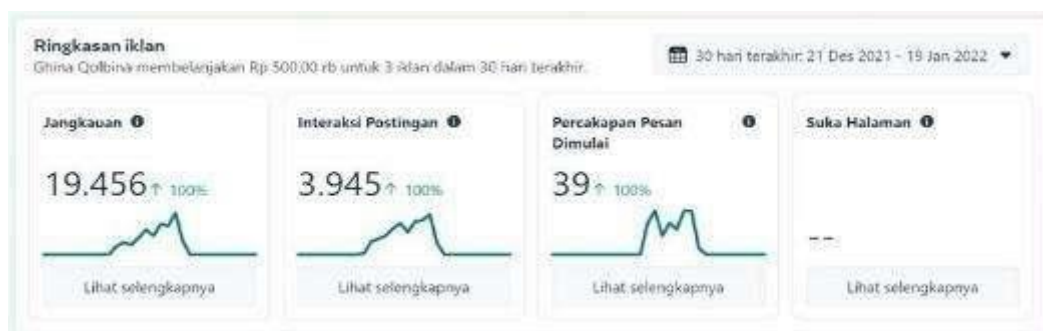 Ringkasan iklan
Ghina Qolbina membelanjakan Rp 500,00 rb untuk 3 iklan dalam 30 hari terakhir.
30 hari terakhir: 21 Des 2021 - 19 Jan 2022
Jangkauan
19.456 ↑ 100%
Lihat selengkapnya
Interaksi Postingan
3.945 ↑ 100%
Lihat selengkapnya
Percakapan Pesan
Dimulai
39 ↑ 100%
Lihat selengkapnya
Suka Halaman
--
Lihat selengkapnya